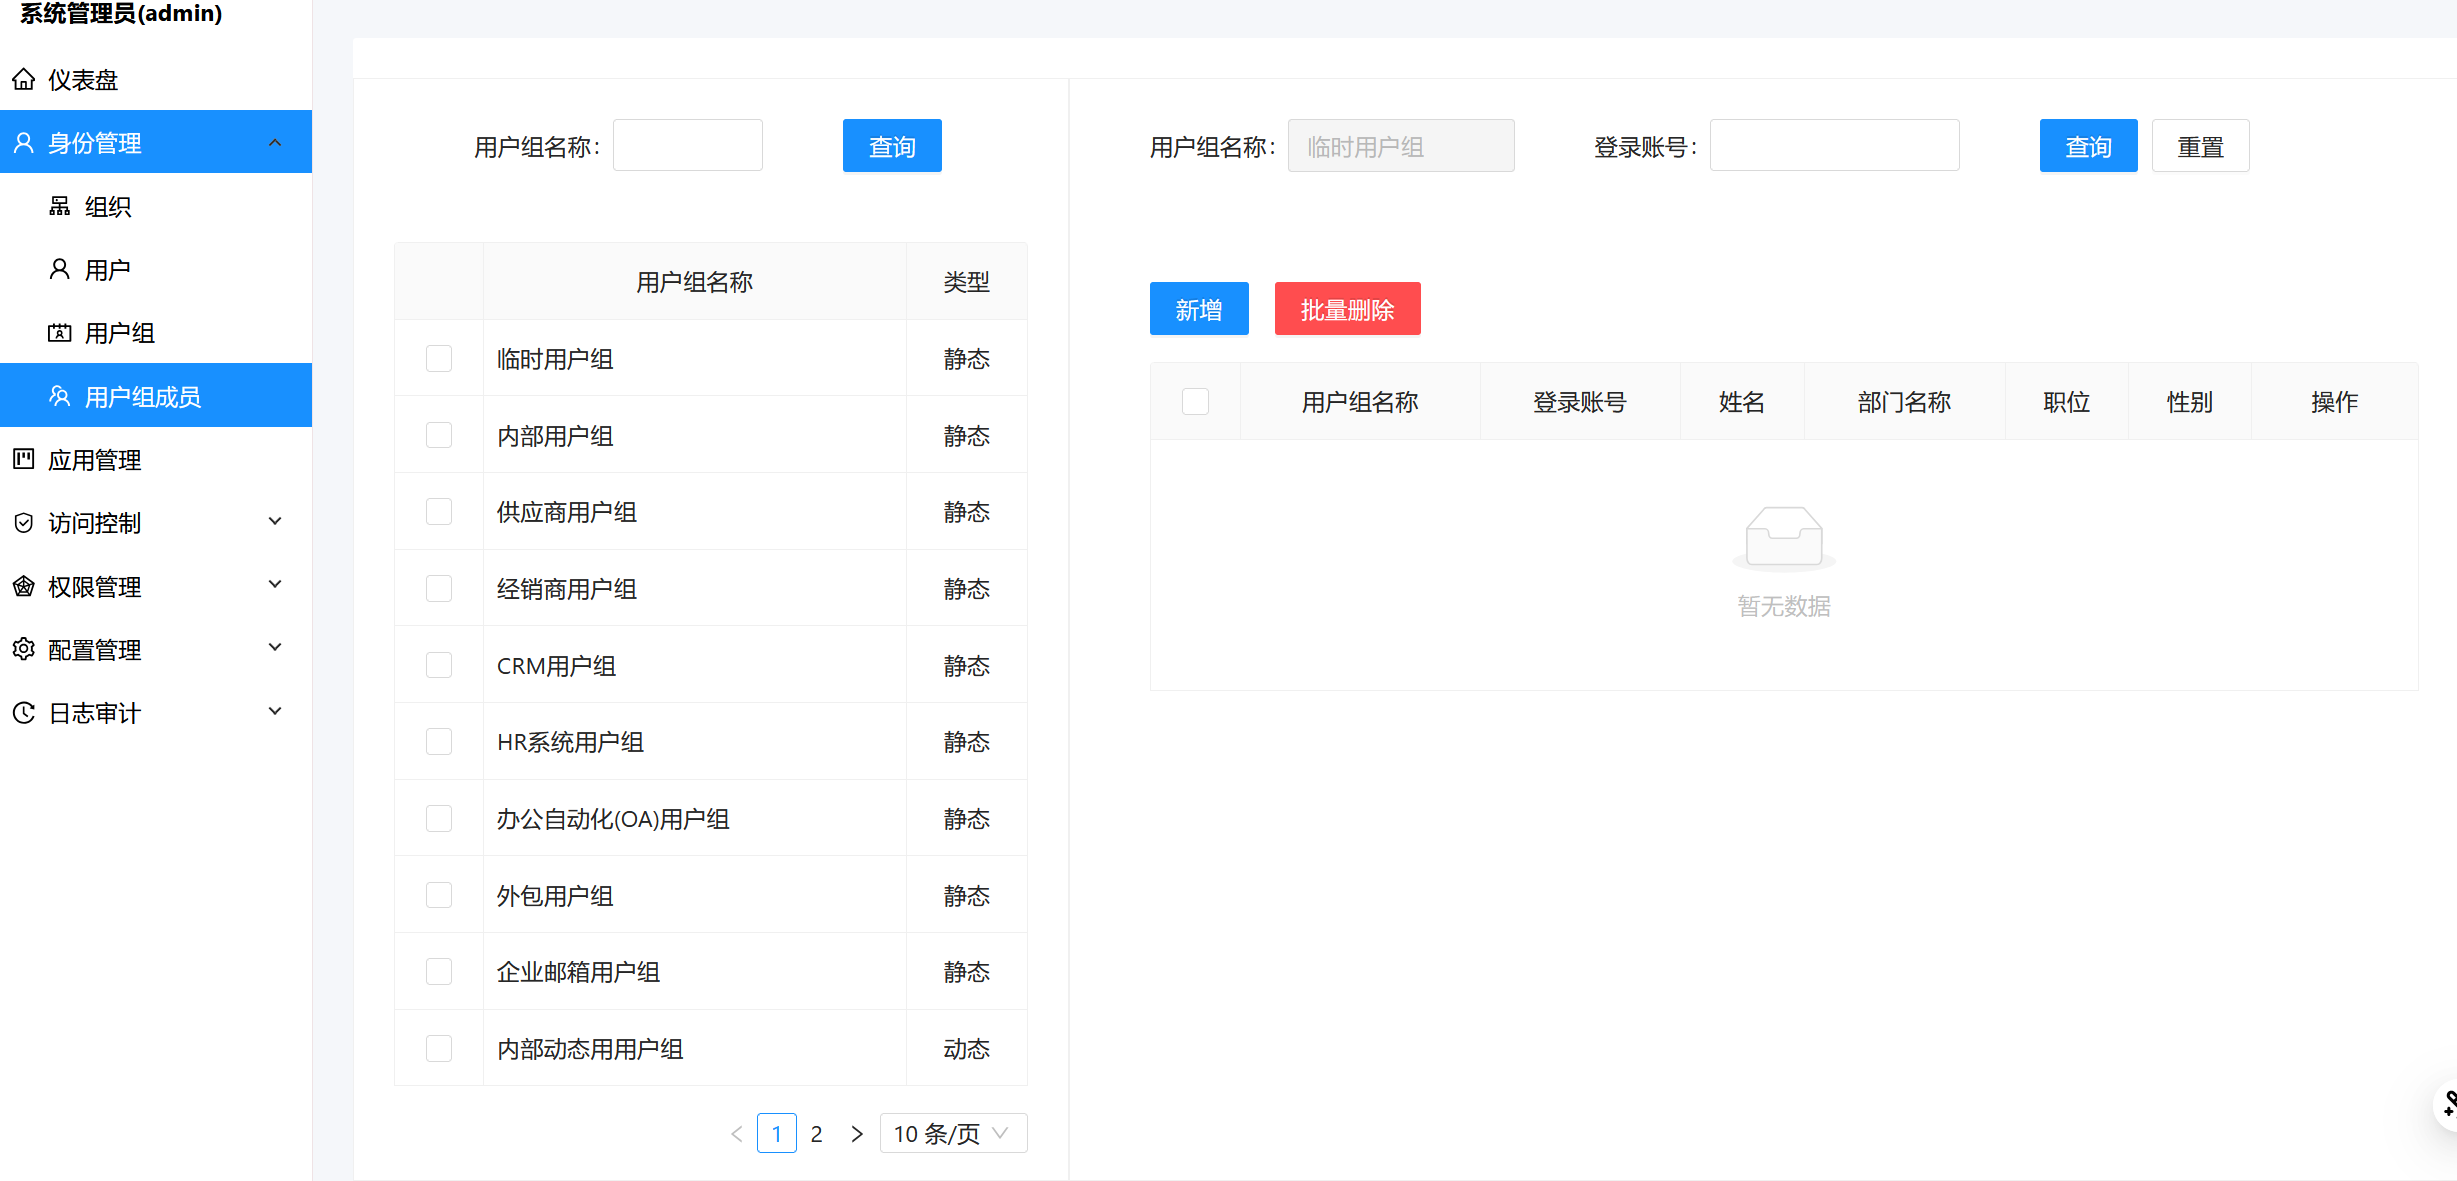 系统管理员(admin)
仪表盘
身份管理
组织
用户
用户组
用户组成员
应用管理
访问控制
权限管理
配置管理
日志审计
用户组名称: 查询
用户组名称 类型
临时用户组 静态
内部用户组 静态
供应商用户组 静态
经销商用户组 静态
CRM用户组 静态
HR系统用户组 静态
办公自动化(OA)用户组 静态
外包用户组 静态
企业邮箱用户组 静态
内部动态用用户组 动态
1 2 10 条/页
用户组名称: 临时用户组 登录账号: 查询 重置
新增 批量删除
用户组名称 登录账号 姓名 部门名称 职位 性别 操作
暂无数据